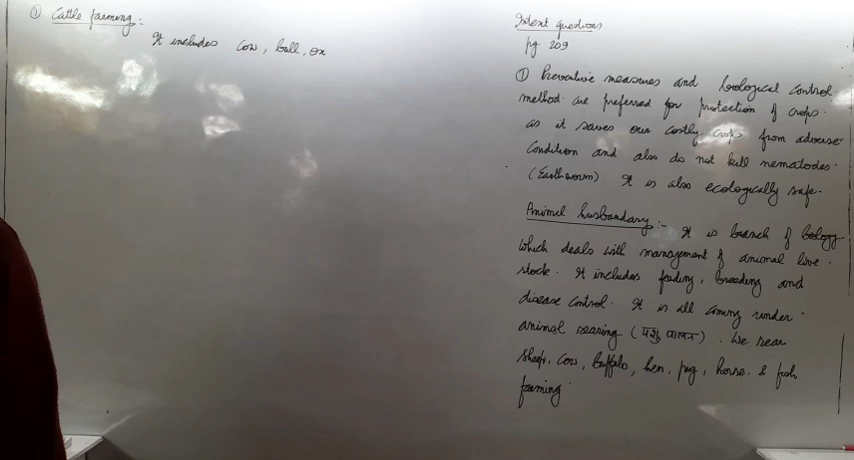 ① Cattle farming :
It includes Cow, bull, ox
Intext questions
pg 209
① Preventive measures and biological control
method are preferred for protection of crops.
as it saves our costly crops from adverse
Condition and also do not kill nematodes.
(Earthworm). It is also ecologically safe.
Animal husbandary :- It is branch of biology
Which deals with management of animal live
stock. It includes feeding, breeding and
disease control. It is all coming under
animal rearing (पशु पालन). We rear
sheep, cow, buffalo, hen, pig, horse & fish
farming